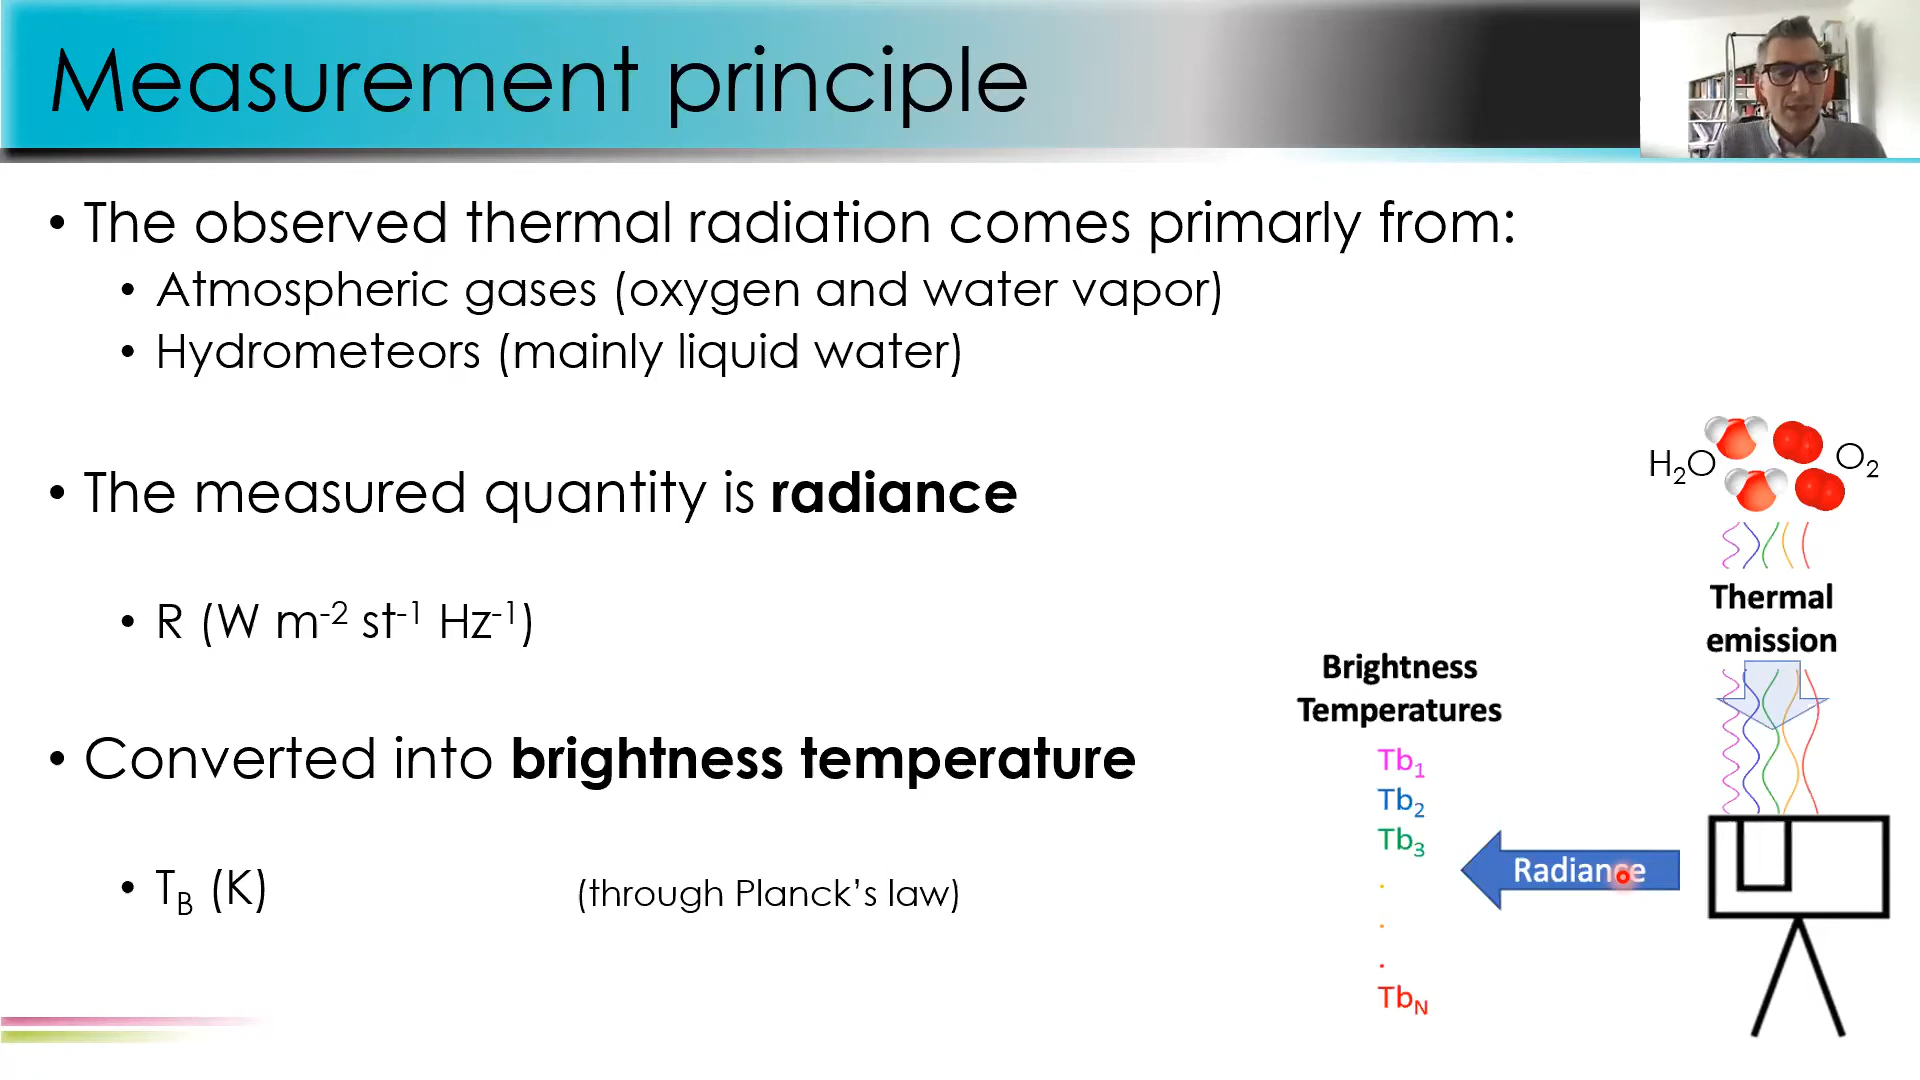 Measurement principle
• The observed thermal radiation comes primarly from:
• Atmospheric gases (oxygen and water vapor)
• Hydrometeors (mainly liquid water)
• The measured quantity is radiance
• R (W m⁻² st⁻¹ Hz⁻¹)
• Converted into brightness temperature
• T_B (K) (through Planck's law)
H₂O
O₂
Thermal
emission
Brightness
Temperatures
Tb₁
Tb₂
Tb₃
.
.
.
Tb_N
Radiance